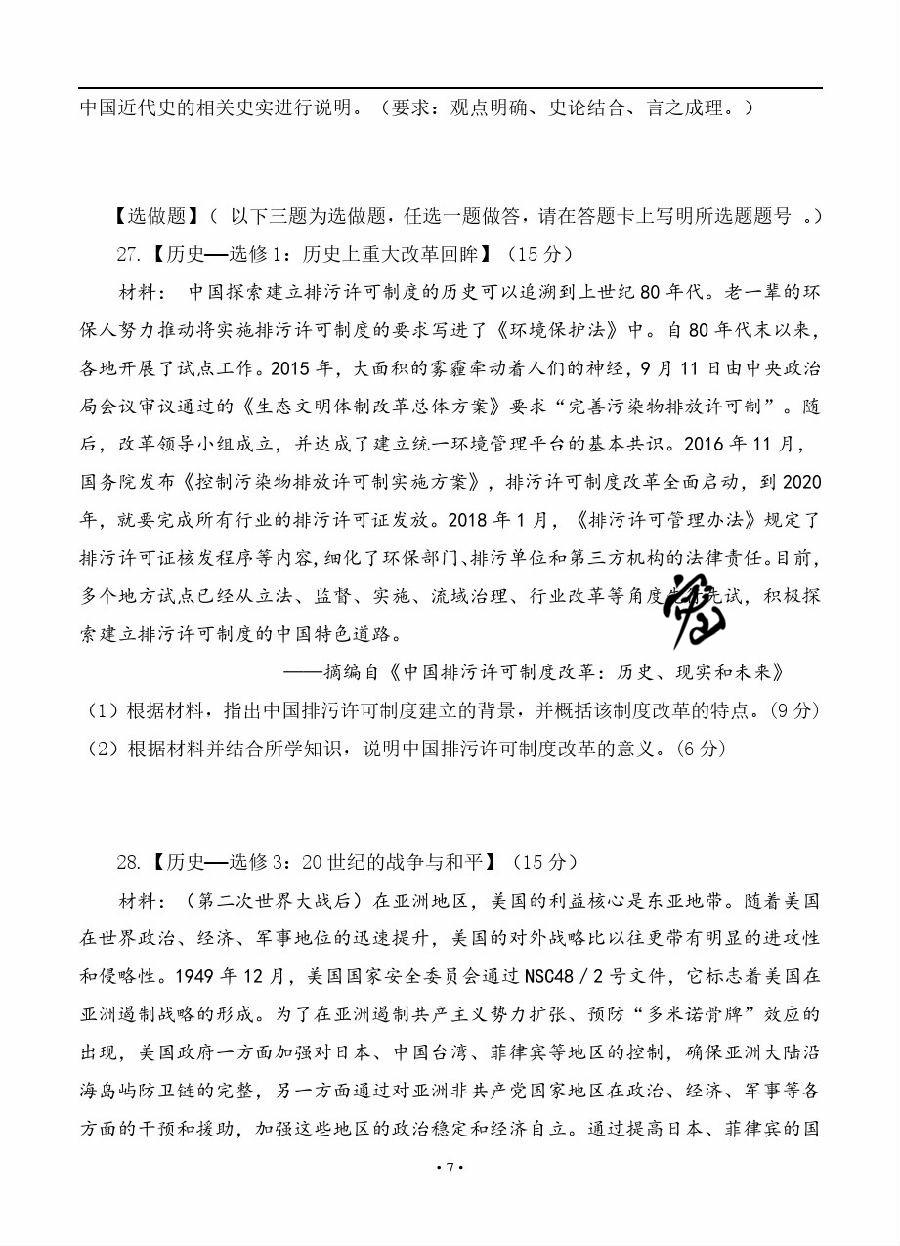 中国近代史的相关史实进行说明。（要求：观点明确、史论结合、言之成理。）
【选做题】（ 以下三题为选做题，任选一题做答，请在答题卡上写明所选题题号 。）
27.【历史——选修1：历史上重大改革回眸】（15分）
材料： 中国探索建立排污许可制度的历史可以追溯到上世纪80年代。老一辈的环
保人努力推动将实施排污许可制度的要求写进了《环境保护法》中。自80年代末以来，
各地开展了试点工作。2015年，大面积的雾霾牵动着人们的神经，9月11日由中央政治
局会议审议通过的《生态文明体制改革总体方案》要求“完善污染物排放许可制”。随
后，改革领导小组成立，并达成了建立统一环境管理平台的基本共识。2016年11月，
国务院发布《控制污染物排放许可制实施方案》，排污许可制度改革全面启动，到2020
年，就要完成所有行业的排污许可证发放。2018年1月，《排污许可管理办法》规定了
排污许可证核发程序等内容，细化了环保部门、排污单位和第三方机构的法律责任。目前，
多个地方试点已经从立法、监督、实施、流域治理、行业改革等角度先试，积极探
索建立排污许可制度的中国特色道路。
——摘编自《中国排污许可制度改革：历史、现实和未来》
（1）根据材料，指出中国排污许可制度建立的背景，并概括该制度改革的特点。（9分）
（2）根据材料并结合所学知识，说明中国排污许可制度改革的意义。（6分）
28.【历史——选修3：20世纪的战争与和平】（15分）
材料：（第二次世界大战后）在亚洲地区，美国的利益核心是东亚地带。随着美国
在世界政治、经济、军事地位的迅速提升，美国的对外战略比以往更带有明显的进攻性
和侵略性。1949年12月，美国国家安全委员会通过NSC48/2号文件，它标志着美国在
亚洲遏制战略的形成。为了在亚洲遏制共产主义势力扩张、预防“多米诺骨牌”效应的
出现，美国政府一方面加强对日本、中国台湾、菲律宾等地区的控制，确保亚洲大陆沿
海岛屿防卫链的完整，另一方面通过对亚洲非共产党国家地区在政治、经济、军事等各
方面的干预和援助，加强这些地区的政治稳定和经济自立。通过提高日本、菲律宾的国
·7·